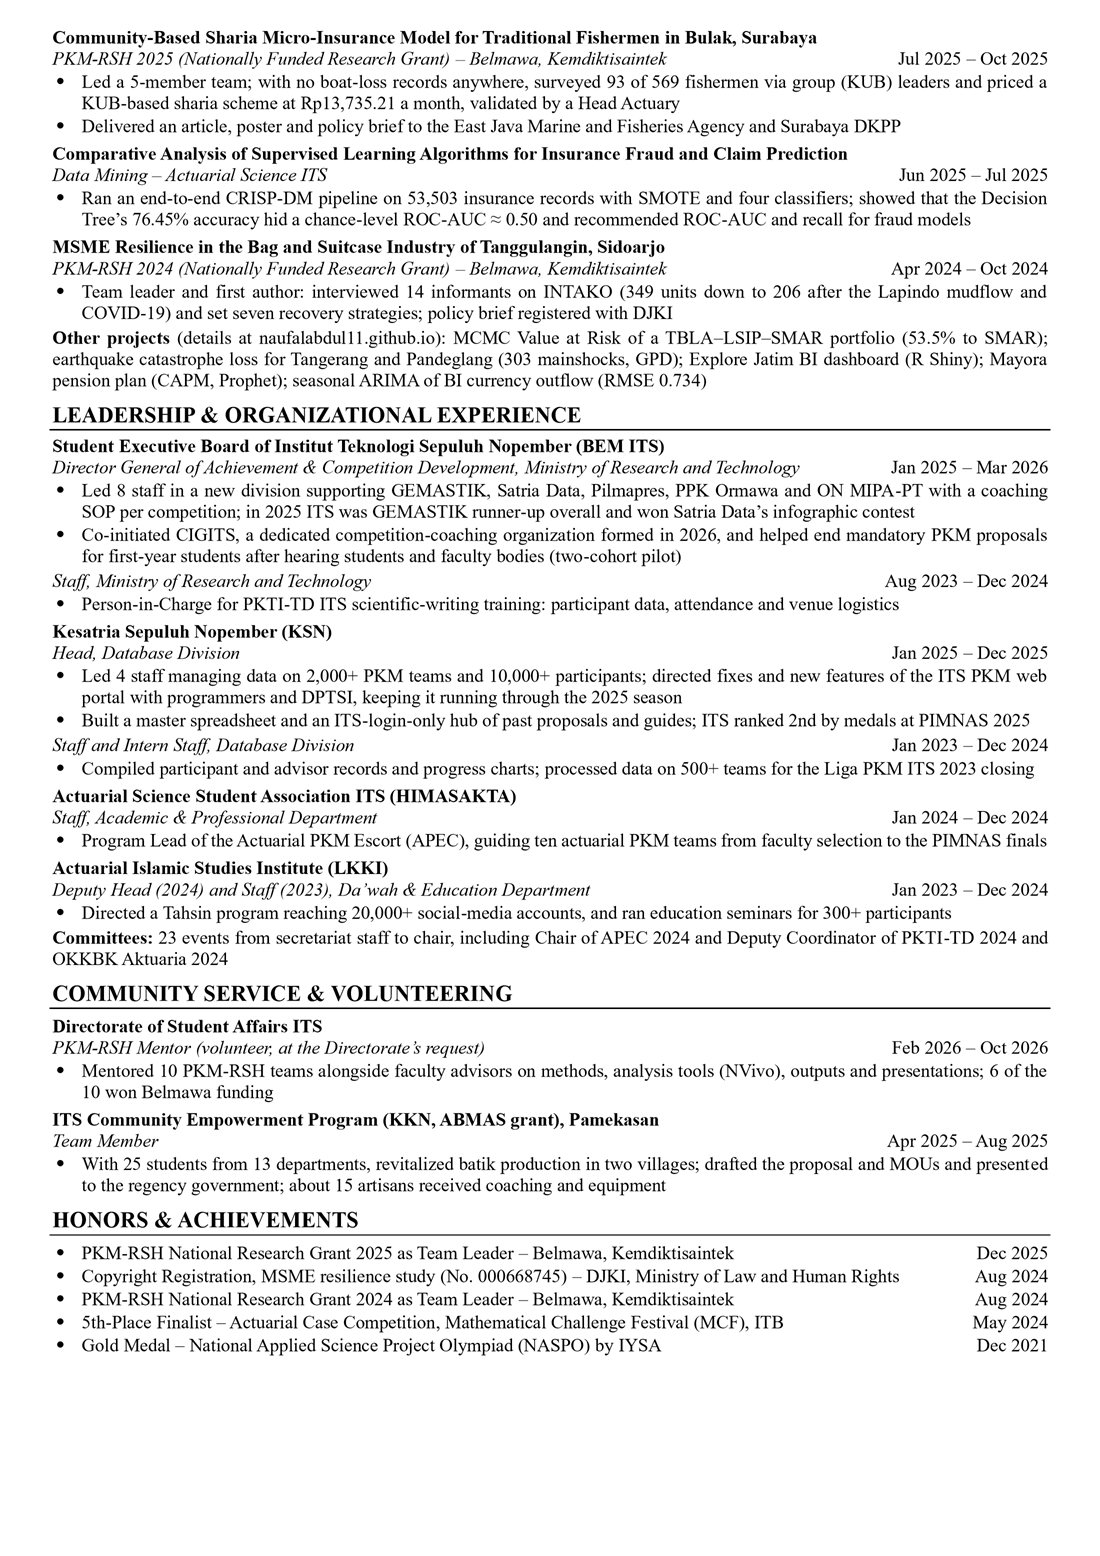 Community-Based Sharia Micro-Insurance Model for Traditional Fishermen in Bulak, Surabaya
PKM-RSH 2025 (Nationally Funded Research Grant) – Belmawa, Kemdiktisaintek Jul 2025 – Oct 2025
• Led a 5-member team; with no boat-loss records anywhere, surveyed 93 of 569 fishermen via group (KUB) leaders and priced a
KUB-based sharia scheme at Rp13,735.21 a month, validated by a Head Actuary
• Delivered an article, poster and policy brief to the East Java Marine and Fisheries Agency and Surabaya DKPP
Comparative Analysis of Supervised Learning Algorithms for Insurance Fraud and Claim Prediction
Data Mining – Actuarial Science ITS Jun 2025 – Jul 2025
• Ran an end-to-end CRISP-DM pipeline on 53,503 insurance records with SMOTE and four classifiers; showed that the Decision
Tree’s 76.45% accuracy hid a chance-level ROC-AUC ≈ 0.50 and recommended ROC-AUC and recall for fraud models
MSME Resilience in the Bag and Suitcase Industry of Tanggulangin, Sidoarjo
PKM-RSH 2024 (Nationally Funded Research Grant) – Belmawa, Kemdiktisaintek Apr 2024 – Oct 2024
• Team leader and first author: interviewed 14 informants on INTAKO (349 units down to 206 after the Lapindo mudflow and
COVID-19) and set seven recovery strategies; policy brief registered with DJKI
Other projects (details at naufalabdul11.github.io): MCMC Value at Risk of a TBLA–LSIP–SMAR portfolio (53.5% to SMAR);
earthquake catastrophe loss for Tangerang and Pandeglang (303 mainshocks, GPD); Explore Jatim BI dashboard (R Shiny); Mayora
pension plan (CAPM, Prophet); seasonal ARIMA of BI currency outflow (RMSE 0.734)
LEADERSHIP & ORGANIZATIONAL EXPERIENCE
Student Executive Board of Institut Teknologi Sepuluh Nopember (BEM ITS)
Director General of Achievement & Competition Development, Ministry of Research and Technology Jan 2025 – Mar 2026
• Led 8 staff in a new division supporting GEMASTIK, Satria Data, Pilmapres, PPK Ormawa and ON MIPA-PT with a coaching
SOP per competition; in 2025 ITS was GEMASTIK runner-up overall and won Satria Data’s infographic contest
• Co-initiated CIGITS, a dedicated competition-coaching organization formed in 2026, and helped end mandatory PKM proposals
for first-year students after hearing students and faculty bodies (two-cohort pilot)
Staff, Ministry of Research and Technology Aug 2023 – Dec 2024
• Person-in-Charge for PKTI-TD ITS scientific-writing training: participant data, attendance and venue logistics
Kesatria Sepuluh Nopember (KSN)
Head, Database Division Jan 2025 – Dec 2025
• Led 4 staff managing data on 2,000+ PKM teams and 10,000+ participants; directed fixes and new features of the ITS PKM web
portal with programmers and DPTSI, keeping it running through the 2025 season
• Built a master spreadsheet and an ITS-login-only hub of past proposals and guides; ITS ranked 2nd by medals at PIMNAS 2025
Staff and Intern Staff, Database Division Jan 2023 – Dec 2024
• Compiled participant and advisor records and progress charts; processed data on 500+ teams for the Liga PKM ITS 2023 closing
Actuarial Science Student Association ITS (HIMASAKTA)
Staff, Academic & Professional Department Jan 2024 – Dec 2024
• Program Lead of the Actuarial PKM Escort (APEC), guiding ten actuarial PKM teams from faculty selection to the PIMNAS finals
Actuarial Islamic Studies Institute (LKKI)
Deputy Head (2024) and Staff (2023), Da’wah & Education Department Jan 2023 – Dec 2024
• Directed a Tahsin program reaching 20,000+ social-media accounts, and ran education seminars for 300+ participants
Committees: 23 events from secretariat staff to chair, including Chair of APEC 2024 and Deputy Coordinator of PKTI-TD 2024 and
OKKBK Aktuaria 2024
COMMUNITY SERVICE & VOLUNTEERING
Directorate of Student Affairs ITS
PKM-RSH Mentor (volunteer, at the Directorate’s request) Feb 2026 – Oct 2026
• Mentored 10 PKM-RSH teams alongside faculty advisors on methods, analysis tools (NVivo), outputs and presentations; 6 of the
10 won Belmawa funding
ITS Community Empowerment Program (KKN, ABMAS grant), Pamekasan
Team Member Apr 2025 – Aug 2025
• With 25 students from 13 departments, revitalized batik production in two villages; drafted the proposal and MOUs and presented
to the regency government; about 15 artisans received coaching and equipment
HONORS & ACHIEVEMENTS
• PKM-RSH National Research Grant 2025 as Team Leader – Belmawa, Kemdiktisaintek Dec 2025
• Copyright Registration, MSME resilience study (No. 000668745) – DJKI, Ministry of Law and Human Rights Aug 2024
• PKM-RSH National Research Grant 2024 as Team Leader – Belmawa, Kemdiktisaintek Aug 2024
• 5th-Place Finalist – Actuarial Case Competition, Mathematical Challenge Festival (MCF), ITB May 2024
• Gold Medal – National Applied Science Project Olympiad (NASPO) by IYSA Dec 2021